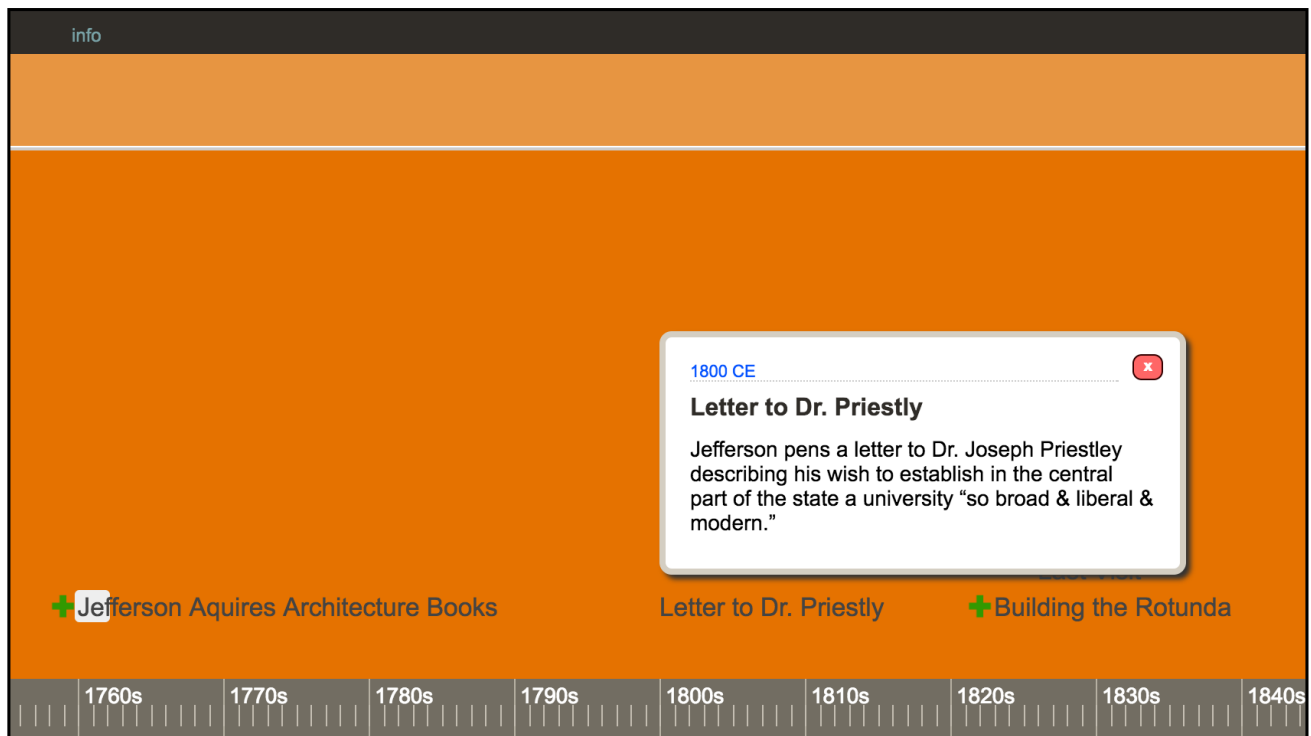 info
1800 CE
x
Letter to Dr. Priestly
Jefferson pens a letter to Dr. Joseph Priestley
describing his wish to establish in the central
part of the state a university “so broad & liberal &
modern.”
Jefferson Aquires Architecture Books
Letter to Dr. Priestly
Building the Rotunda
1760s 1770s 1780s 1790s 1800s 1810s 1820s 1830s 1840s